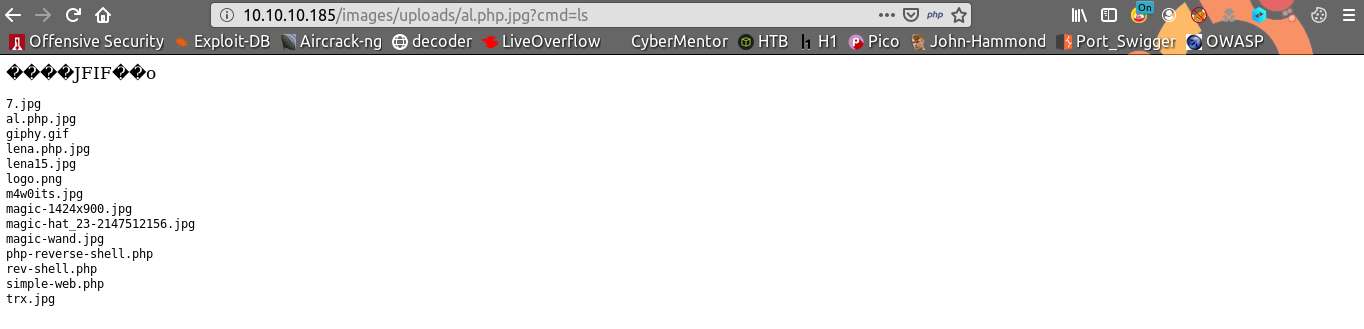 10.10.10.185/images/uploads/al.php.jpg?cmd=ls php On
Offensive Security Exploit-DB Aircrack-ng decoder LiveOverflow CyberMentor HTB H1 Pico John-Hammond Port_Swigger OWASP
����JFIF��o
7.jpg
al.php.jpg
giphy.gif
lena.php.jpg
lena15.jpg
logo.png
m4w0its.jpg
magic-1424x900.jpg
magic-hat_23-2147512156.jpg
magic-wand.jpg
php-reverse-shell.php
rev-shell.php
simple-web.php
trx.jpg